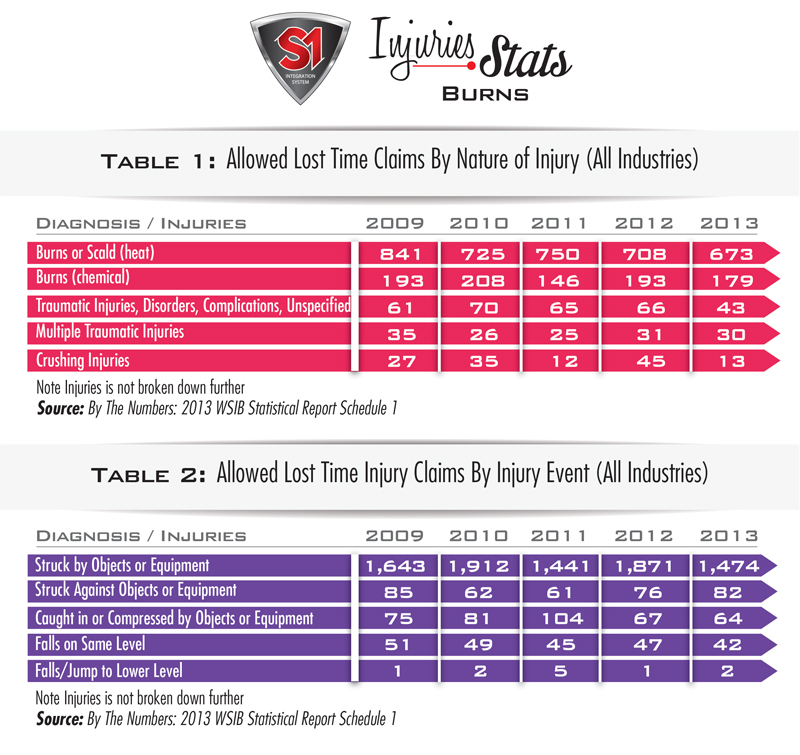 S1
INTEGRATION
SYSTEM
Injuries Stats
BURNS
TABLE 1: Allowed Lost Time Claims By Nature of Injury (All Industries)
DIAGNOSIS / INJURIES 2009 2010 2011 2012 2013
Burns or Scald (heat) 841 725 750 708 673
Burns (chemical) 193 208 146 193 179
Traumatic Injuries, Disorders, Complications, Unspecified 61 70 65 66 43
Multiple Traumatic Injuries 35 26 25 31 30
Crushing Injuries 27 35 12 45 13
Note Injuries is not broken down further
Source: By The Numbers: 2013 WSIB Statistical Report Schedule 1
TABLE 2: Allowed Lost Time Injury Claims By Injury Event (All Industries)
DIAGNOSIS / INJURIES 2009 2010 2011 2012 2013
Struck by Objects or Equipment 1,643 1,912 1,441 1,871 1,474
Struck Against Objects or Equipment 85 62 61 76 82
Caught in or Compressed by Objects or Equipment 75 81 104 67 64
Falls on Same Level 51 49 45 47 42
Falls/Jump to Lower Level 1 2 5 1 2
Note Injuries is not broken down further
Source: By The Numbers: 2013 WSIB Statistical Report Schedule 1